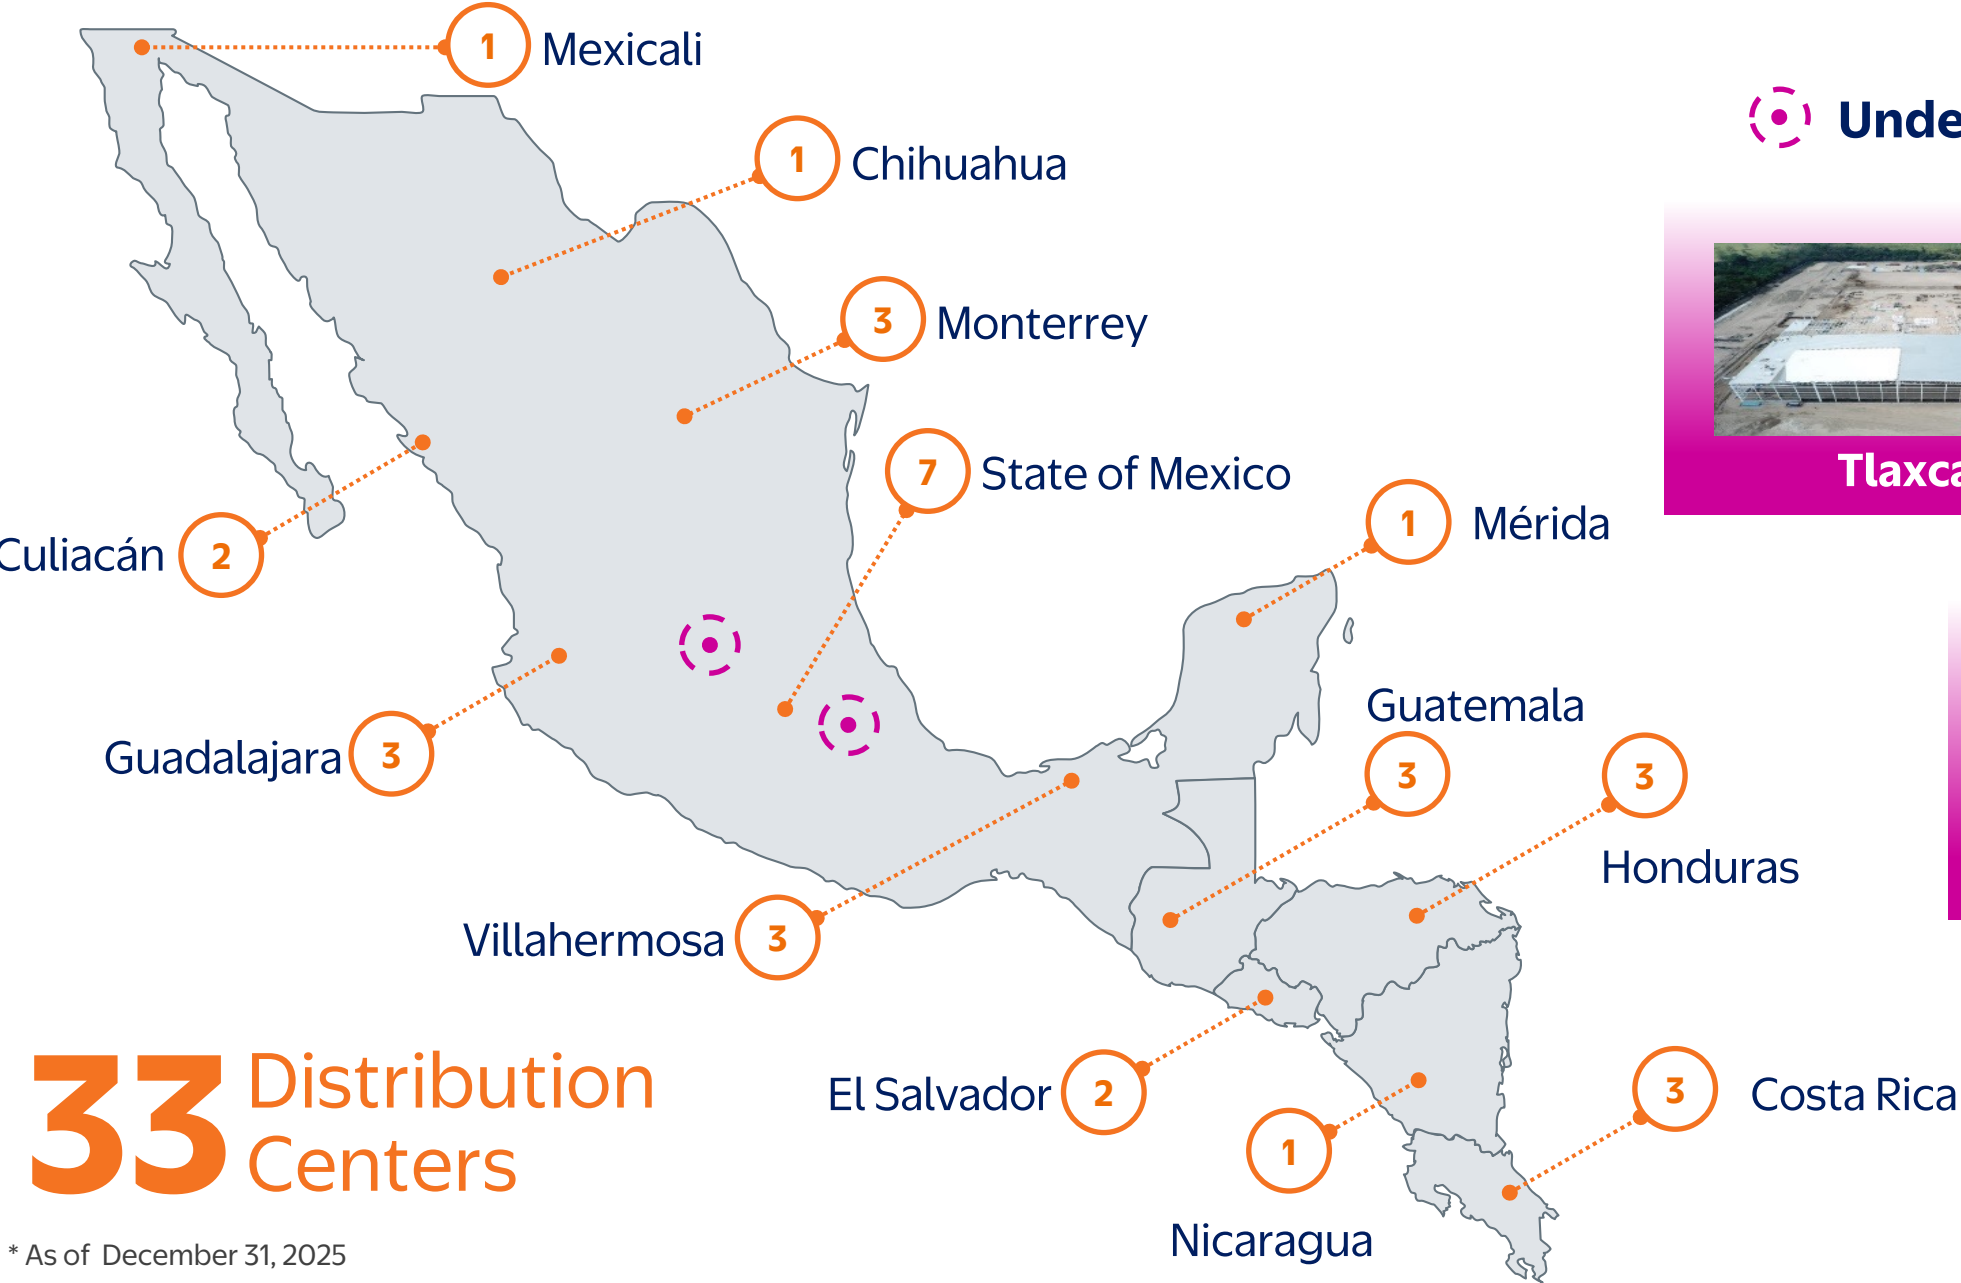 1 Mexicali
1 Chihuahua
3 Monterrey
7 State of Mexico
1 Mérida
Culiacán 2
Guadalajara 3
Villahermosa 3
Guatemala
3
3
Honduras
El Salvador 2
1
Nicaragua
3 Costa Rica
33 Distribution
Centers
* As of December 31, 2025